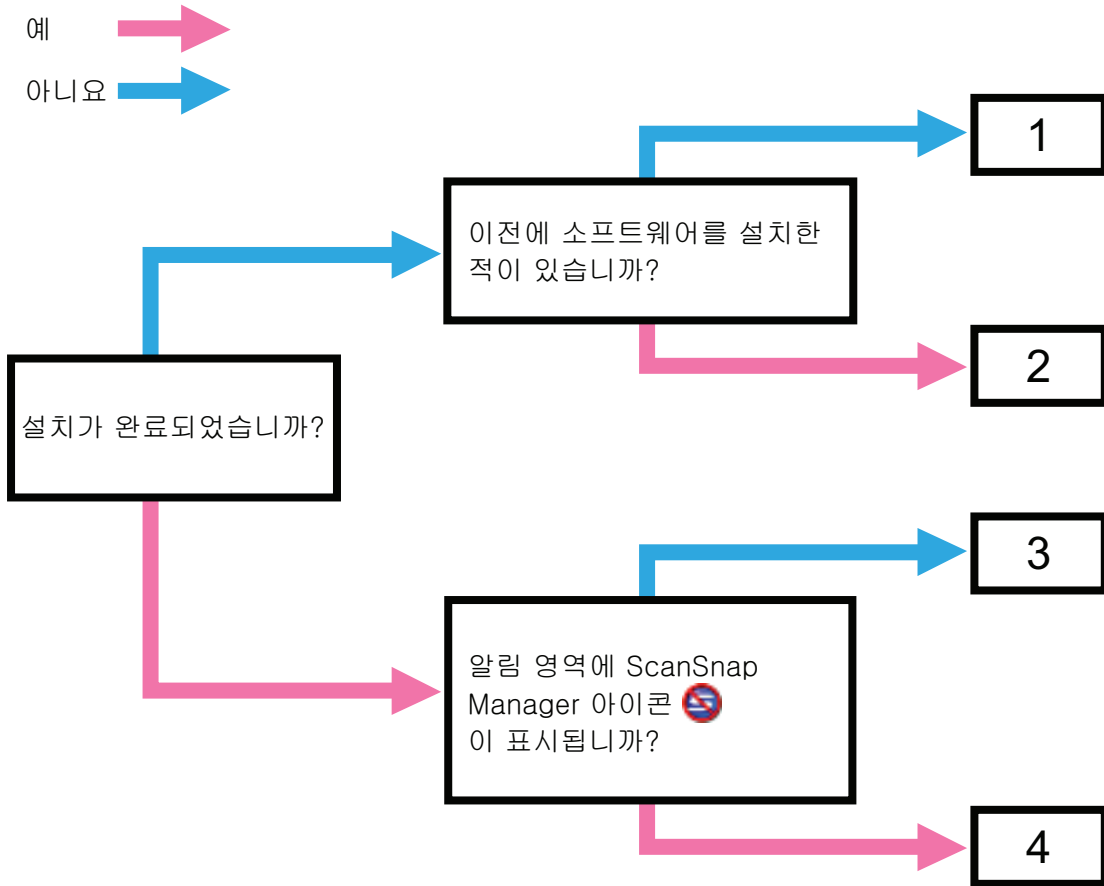 예
아니요
1
이전에 소프트웨어를 설치한
적이 있습니까?
2
설치가 완료되었습니까?
3
알림 영역에 ScanSnap
Manager 아이콘
이 표시됩니까?
4